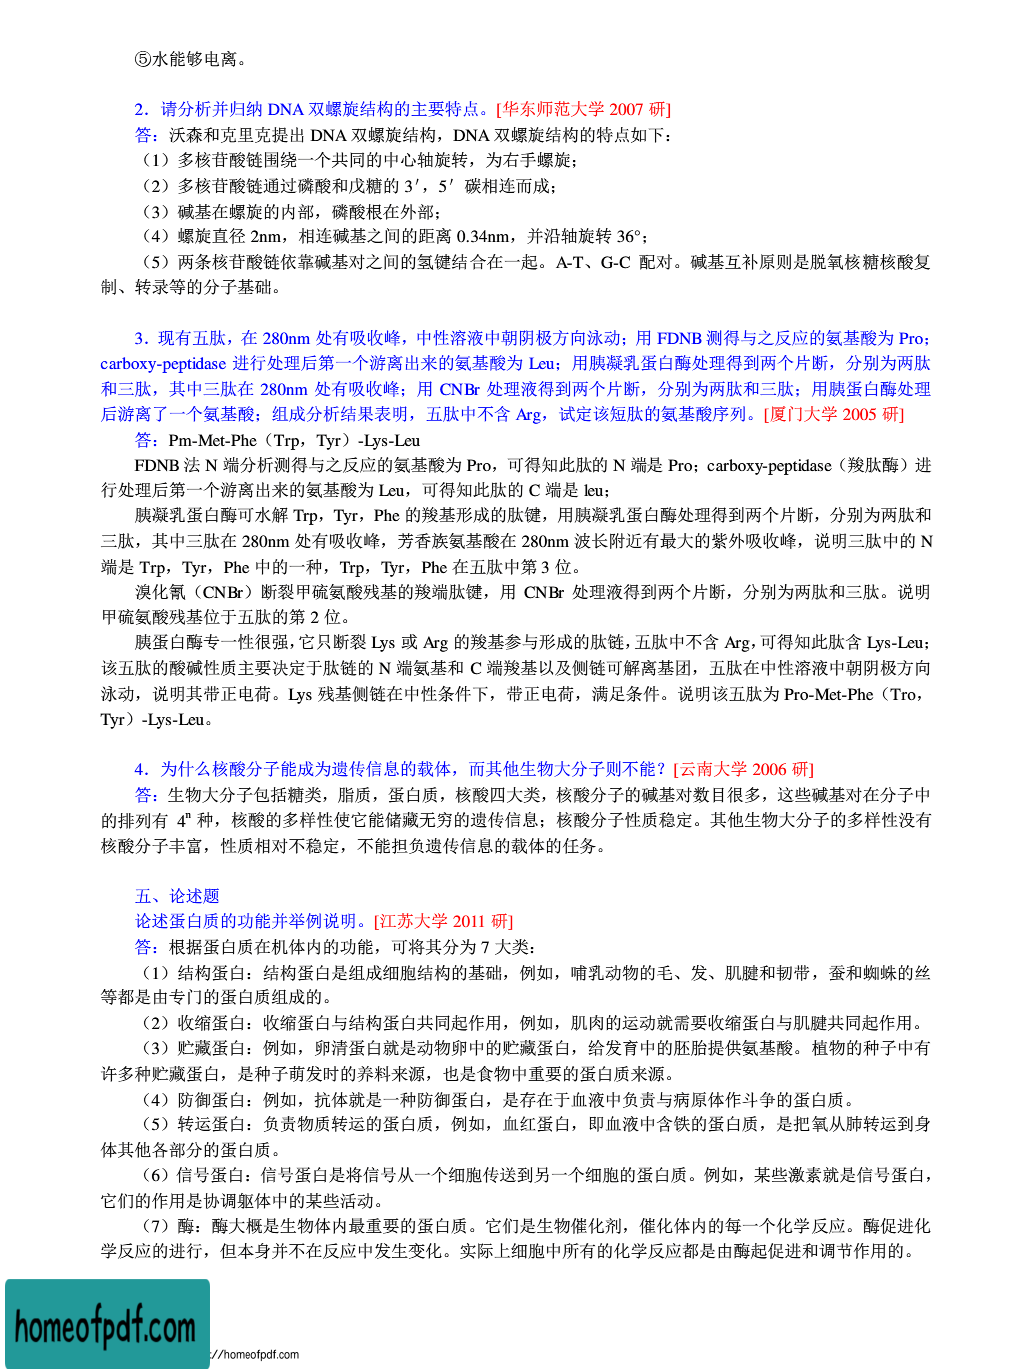 ⑤水能够电离。
2．请分析并归纳 DNA 双螺旋结构的主要特点。[华东师范大学 2007 研]
答：沃森和克里克提出 DNA 双螺旋结构，DNA 双螺旋结构的特点如下：
（1）多核苷酸链围绕一个共同的中心轴旋转，为右手螺旋；
（2）多核苷酸链通过磷酸和戊糖的 3′，5′ 碳相连而成；
（3）碱基在螺旋的内部，磷酸根在外部；
（4）螺旋直径 2nm，相连碱基之间的距离 0.34nm，并沿轴旋转 36°；
（5）两条核苷酸链依靠碱基对之间的氢键结合在一起。A-T、G-C 配对。碱基互补原则是脱氧核糖核酸复
制、转录等的分子基础。
3．现有五肽，在 280nm 处有吸收峰，中性溶液中朝阴极方向泳动；用 FDNB 测得与之反应的氨基酸为 Pro；
carboxy-peptidase 进行处理后第一个游离出来的氨基酸为 Leu；用胰凝乳蛋白酶处理得到两个片断，分别为两肽
和三肽，其中三肽在 280nm 处有吸收峰；用 CNBr 处理液得到两个片断，分别为两肽和三肽；用胰蛋白酶处理
后游离了一个氨基酸；组成分析结果表明，五肽中不含 Arg，试定该短肽的氨基酸序列。[厦门大学 2005 研]
答：Pm-Met-Phe（Trp，Tyr）-Lys-Leu
FDNB 法 N 端分析测得与之反应的氨基酸为 Pro，可得知此肽的 N 端是 Pro；carboxy-peptidase（羧肽酶）进
行处理后第一个游离出来的氨基酸为 Leu，可得知此肽的 C 端是 leu；
胰凝乳蛋白酶可水解 Trp，Tyr，Phe 的羧基形成的肽键，用胰凝乳蛋白酶处理得到两个片断，分别为两肽和
三肽，其中三肽在 280nm 处有吸收峰，芳香族氨基酸在 280nm 波长附近有最大的紫外吸收峰，说明三肽中的 N
端是 Trp，Tyr，Phe 中的一种，Trp，Tyr，Phe 在五肽中第 3 位。
溴化氰（CNBr）断裂甲硫氨酸残基的羧端肽键，用 CNBr 处理液得到两个片断，分别为两肽和三肽。说明
甲硫氨酸残基位于五肽的第 2 位。
胰蛋白酶专一性很强，它只断裂 Lys 或 Arg 的羧基参与形成的肽链，五肽中不含 Arg，可得知此肽含 Lys-Leu；
该五肽的酸碱性质主要决定于肽链的 N 端氨基和 C 端羧基以及侧链可解离基团，五肽在中性溶液中朝阴极方向
泳动，说明其带正电荷。Lys 残基侧链在中性条件下，带正电荷，满足条件。说明该五肽为 Pro-Met-Phe（Tro，
Tyr）-Lys-Leu。
4．为什么核酸分子能成为遗传信息的载体，而其他生物大分子则不能？[云南大学 2006 研]
答：生物大分子包括糖类，脂质，蛋白质，核酸四大类，核酸分子的碱基对数目很多，这些碱基对在分子中
的排列有 4ⁿ 种，核酸的多样性使它能储藏无穷的遗传信息；核酸分子性质稳定。其他生物大分子的多样性没有
核酸分子丰富，性质相对不稳定，不能担负遗传信息的载体的任务。
五、论述题
论述蛋白质的功能并举例说明。[江苏大学 2011 研]
答：根据蛋白质在机体内的功能，可将其分为 7 大类：
（1）结构蛋白：结构蛋白是组成细胞结构的基础，例如，哺乳动物的毛、发、肌腱和韧带，蚕和蜘蛛的丝
等都是由专门的蛋白质组成的。
（2）收缩蛋白：收缩蛋白与结构蛋白共同起作用，例如，肌肉的运动就需要收缩蛋白与肌腱共同起作用。
（3）贮藏蛋白：例如，卵清蛋白就是动物卵中的贮藏蛋白，给发育中的胚胎提供氨基酸。植物的种子中有
许多种贮藏蛋白，是种子萌发时的养料来源，也是食物中重要的蛋白质来源。
（4）防御蛋白：例如，抗体就是一种防御蛋白，是存在于血液中负责与病原体作斗争的蛋白质。
（5）转运蛋白：负责物质转运的蛋白质，例如，血红蛋白，即血液中含铁的蛋白质，是把氧从肺转运到身
体其他各部分的蛋白质。
（6）信号蛋白：信号蛋白是将信号从一个细胞传送到另一个细胞的蛋白质。例如，某些激素就是信号蛋白，
它们的作用是协调躯体中的某些活动。
（7）酶：酶大概是生物体内最重要的蛋白质。它们是生物催化剂，催化体内的每一个化学反应。酶促进化
学反应的进行，但本身并不在反应中发生变化。实际上细胞中所有的化学反应都是由酶起促进和调节作用的。
homeofpdf.com
://homeofpdf.com